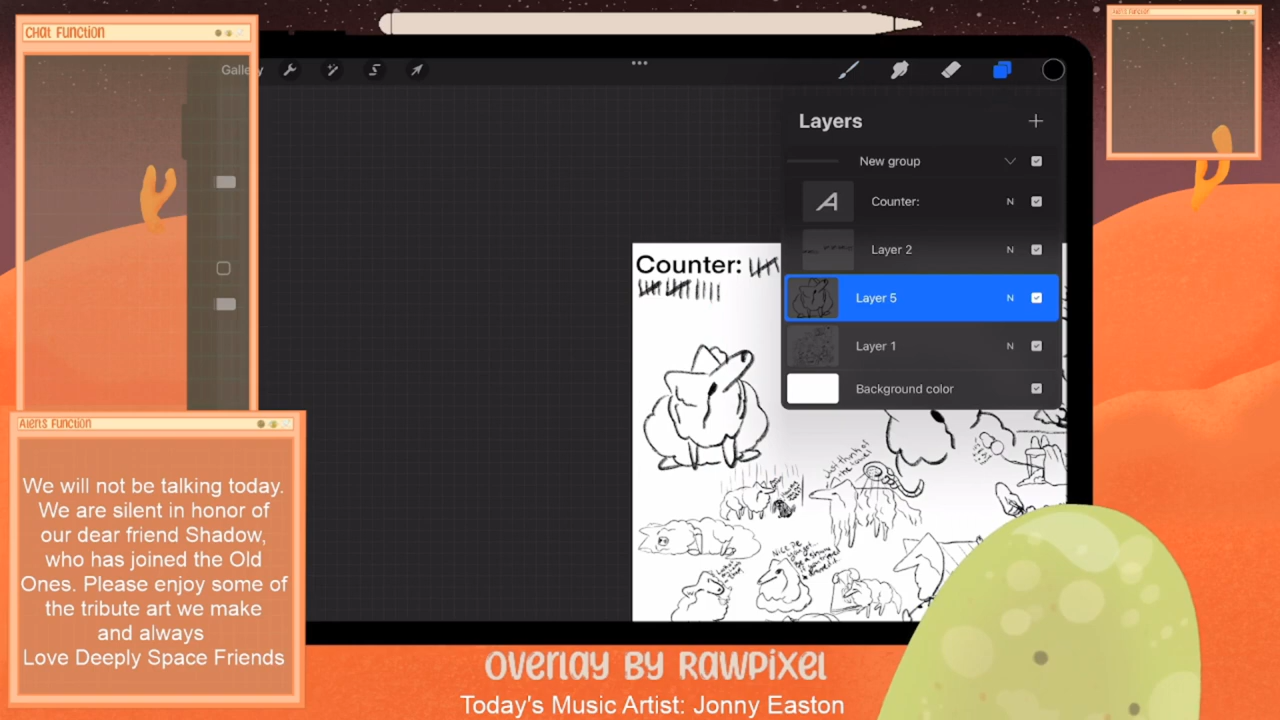 CHat FUNCTION
Gallery
Layers
New group
Counter:
N
Layer 2
N
Layer 5
N
Layer 1
N
Background color
Counter:
Alerts FUNCTION
We will not be talking today.
We are silent in honor of
our dear friend Shadow,
who has joined the Old
Ones. Please enjoy some of
the tribute art we make
and always
Love Deeply Space Friends
OVERLAY BY RAWPIXEL
Today's Music Artist: Jonny Easton